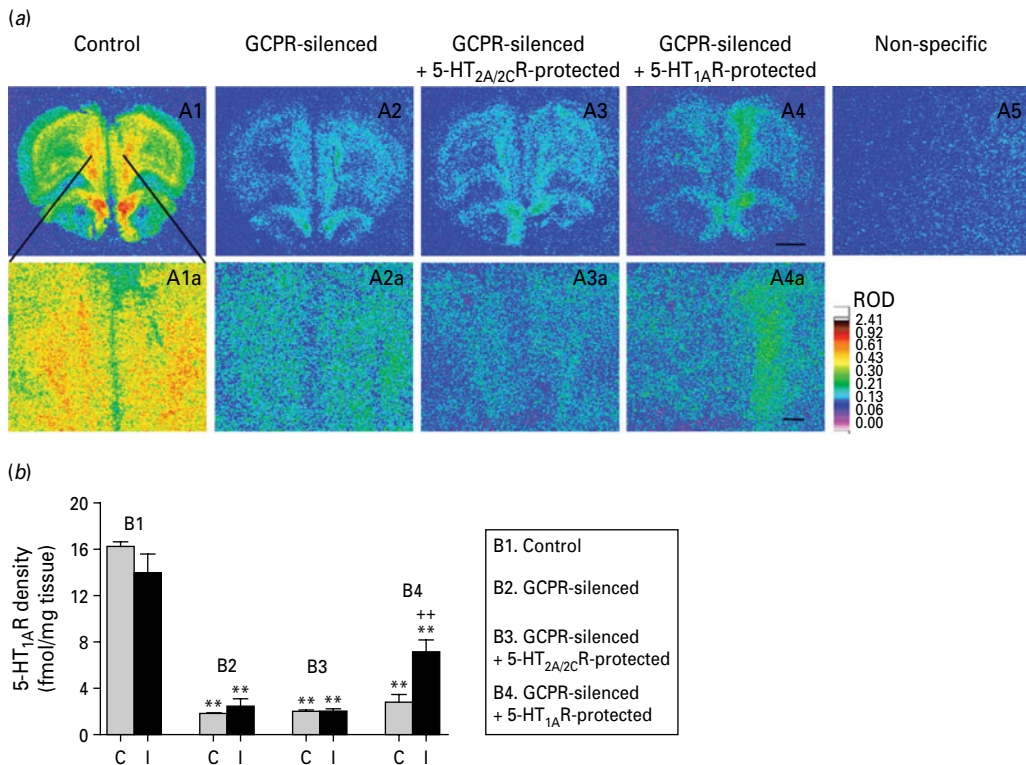 (a)
Control
GCPR-silenced
GCPR-silenced
+ 5-HT2A/2CR-protected
GCPR-silenced
+ 5-HT1AR-protected
Non-specific
A1
A2
A3
A4
A5
A1a
A2a
A3a
A4a
ROD
2.41
0.92
0.61
0.43
0.30
0.21
0.13
0.06
0.00
(b)
5-HT1AR density
(fmol/mg tissue)
20
16
12
8
4
0
B1
B2
B3
B4
** **
** **
**
++
**
C I C I C I C I
B1. Control
B2. GCPR-silenced
B3. GCPR-silenced
+ 5-HT2A/2CR-protected
B4. GCPR-silenced
+ 5-HT1AR-protected